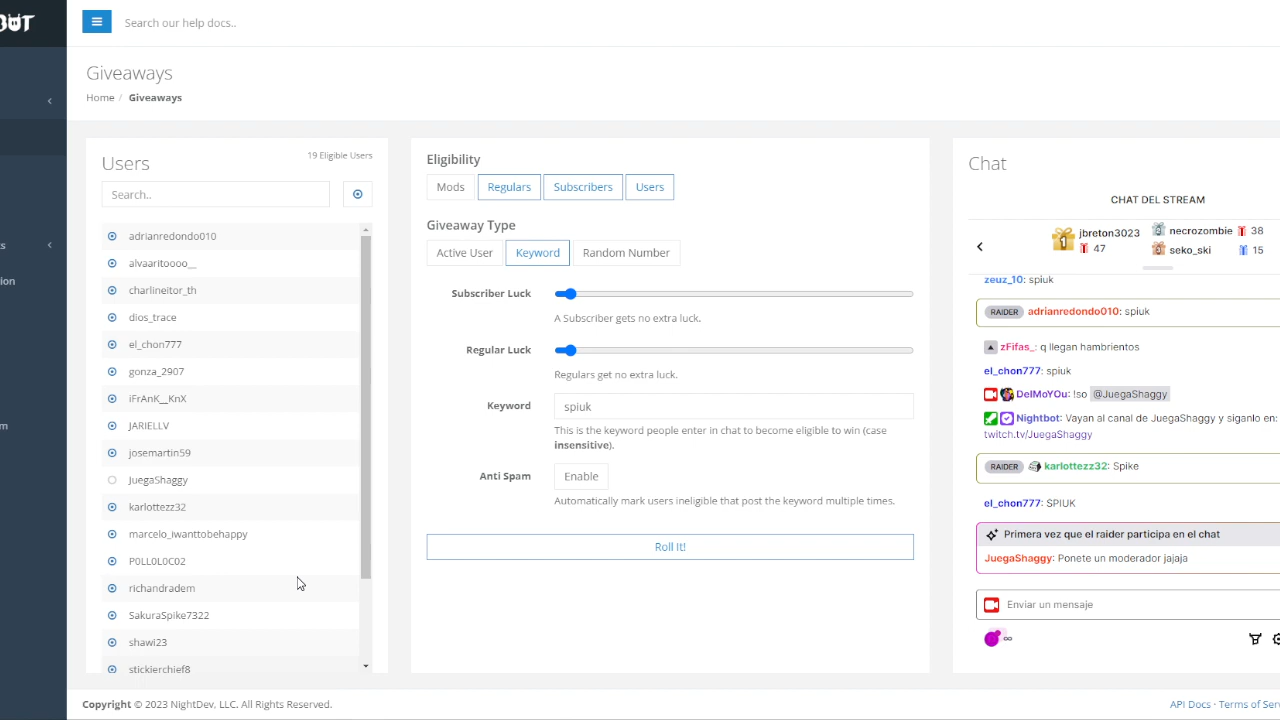 BOT
Search our help docs..
Giveaways
Home / Giveaways
Users
19 Eligible Users
Search..
adrianredondo010
alvaaritoooo__
charlineitor_th
dios_trace
el_chon777
gonza_2907
iFrAnK__KnX
JARIELLV
josemartin59
JuegaShaggy
karlottezz32
marcelo_iwanttobehappy
P0LL0L0C02
richandradem
SakuraSpike7322
shawi23
stickierchief8
Eligibility
Mods Regulars Subscribers Users
Giveaway Type
Active User Keyword Random Number
Subscriber Luck
A Subscriber gets no extra luck.
Regular Luck
Regulars get no extra luck.
Keyword
spiuk
This is the keyword people enter in chat to become eligible to win (case
insensitive).
Anti Spam
Enable
Automatically mark users ineligible that post the keyword multiple times.
Roll It!
Chat
CHAT DEL STREAM
1 jbreton3023 47
necrozombie 38
seko_ski 15
zeuz_10: spiuk
RAIDER adrianredondo010: spiuk
zFifas_: q llegan hambrientos
el_chon777: spiuk
DelMoYOu: !so @JuegaShaggy
Nightbot: Vayan al canal de JuegaShaggy y siganlo en:
twitch.tv/JuegaShaggy
RAIDER karlottezz32: Spike
el_chon777: SPIUK
Primera vez que el raider participa en el chat
JuegaShaggy: Ponete un moderador jajaja
Enviar un mensaje
∞
s
ion
m
Copyright © 2023 NightDev, LLC. All Rights Reserved.
API Docs · Terms of Serv